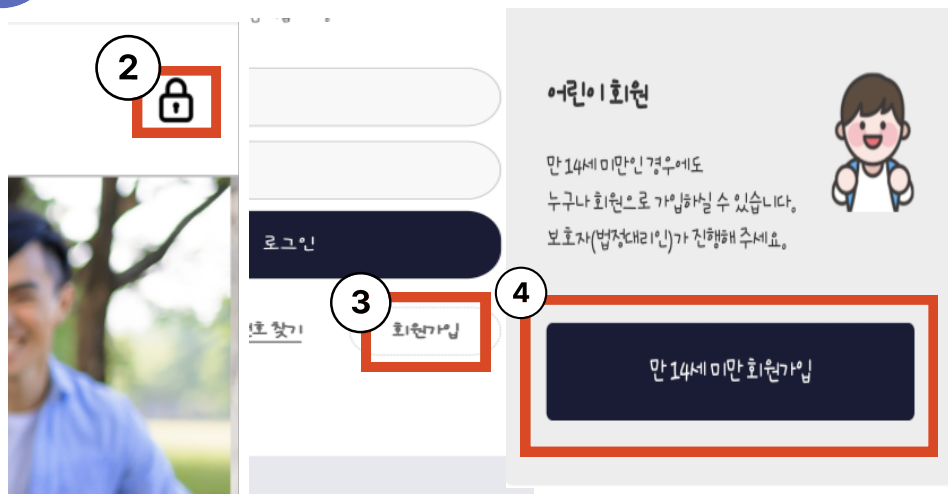 2
로그인
3
찾기
회원가입
4
어린이 회원
만 14세 미만인 경우에도
누구나 회원으로 가입하실 수 있습니다.
보호자(법정대리인)가 진행해 주세요.
만 14세 미만 회원가입